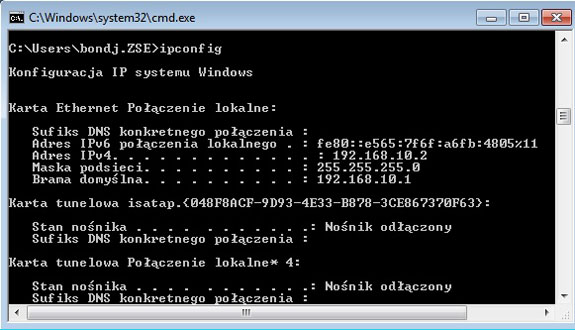 C:\Windows\system32\cmd.exe
C:\Users\bondj.ZSE>ipconfig
Konfiguracja IP systemu Windows
Karta Ethernet Połączenie lokalne:
Sufiks DNS konkretnego połączenia :
Adres IPv6 połączenia lokalnego . : fe80::e565:7f6f:a6fb:4805%11
Adres IPv4. . . . . . . . . . . . . : 192.168.10.2
Maska podsieci. . . . . . . . . . : 255.255.255.0
Brama domyślna. . . . . . . . . . : 192.168.10.1
Karta tunelowa isatap.{048F8ACF-9D93-4E33-B878-3CE867370F63}:
Stan nośnika . . . . . . . . . . .: Nośnik odłączony
Sufiks DNS konkretnego połączenia :
Karta tunelowa Połączenie lokalne* 4:
Stan nośnika . . . . . . . . . . .: Nośnik odłączony
Sufiks DNS konkretnego połączenia :